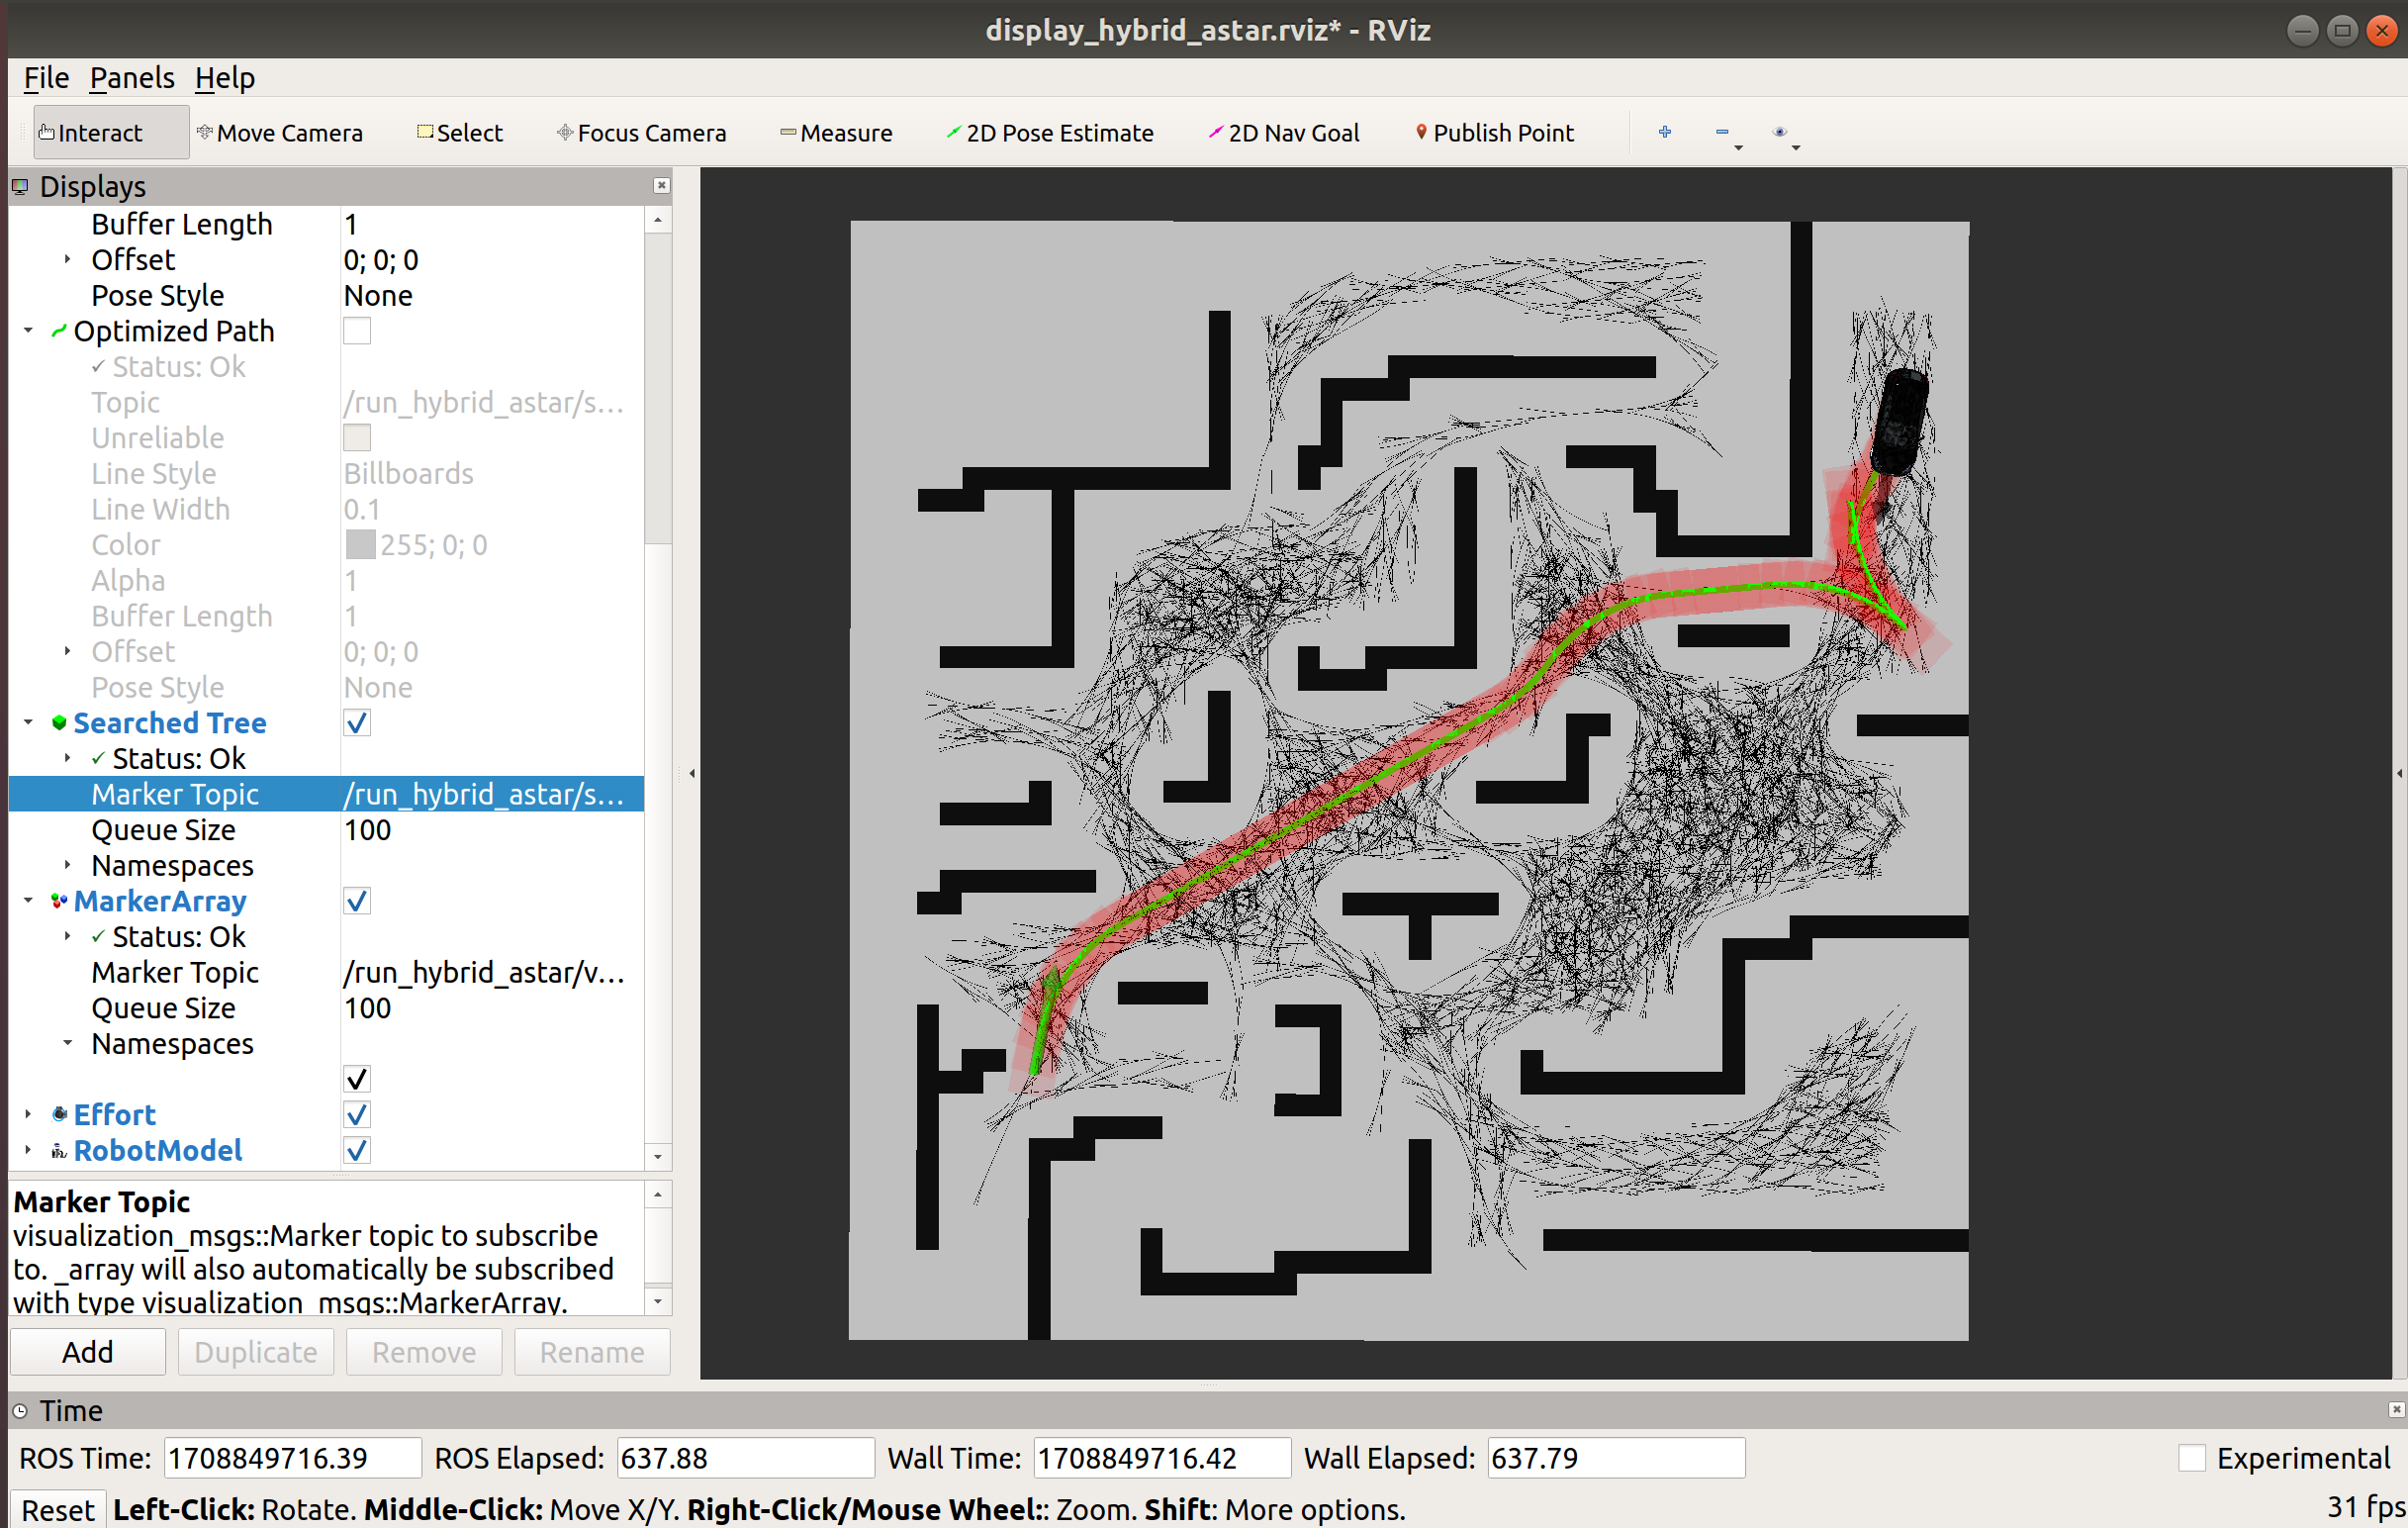 display_hybrid_astar.rviz* - RViz
File Panels Help
Interact Move Camera Select Focus Camera Measure 2D Pose Estimate 2D Nav Goal Publish Point
Displays
Buffer Length 1
Offset 0; 0; 0
Pose Style None
Optimized Path
Status: Ok
Topic /run_hybrid_astar/s...
Unreliable
Line Style Billboards
Line Width 0.1
Color 255; 0; 0
Alpha 1
Buffer Length 1
Offset 0; 0; 0
Pose Style None
Searched Tree
Status: Ok
Marker Topic /run_hybrid_astar/s...
Queue Size 100
Namespaces
MarkerArray
Status: Ok
Marker Topic /run_hybrid_astar/v...
Queue Size 100
Namespaces
Effort
RobotModel
Marker Topic
visualization_msgs::Marker topic to subscribe
to. _array will also automatically be subscribed
with type visualization_msgs::MarkerArray.
Add Duplicate Remove Rename
Time
ROS Time: 1708849716.39 ROS Elapsed: 637.88 Wall Time: 1708849716.42 Wall Elapsed: 637.79 Experimental
Reset Left-Click: Rotate. Middle-Click: Move X/Y. Right-Click/Mouse Wheel:: Zoom. Shift: More options. 31 fps